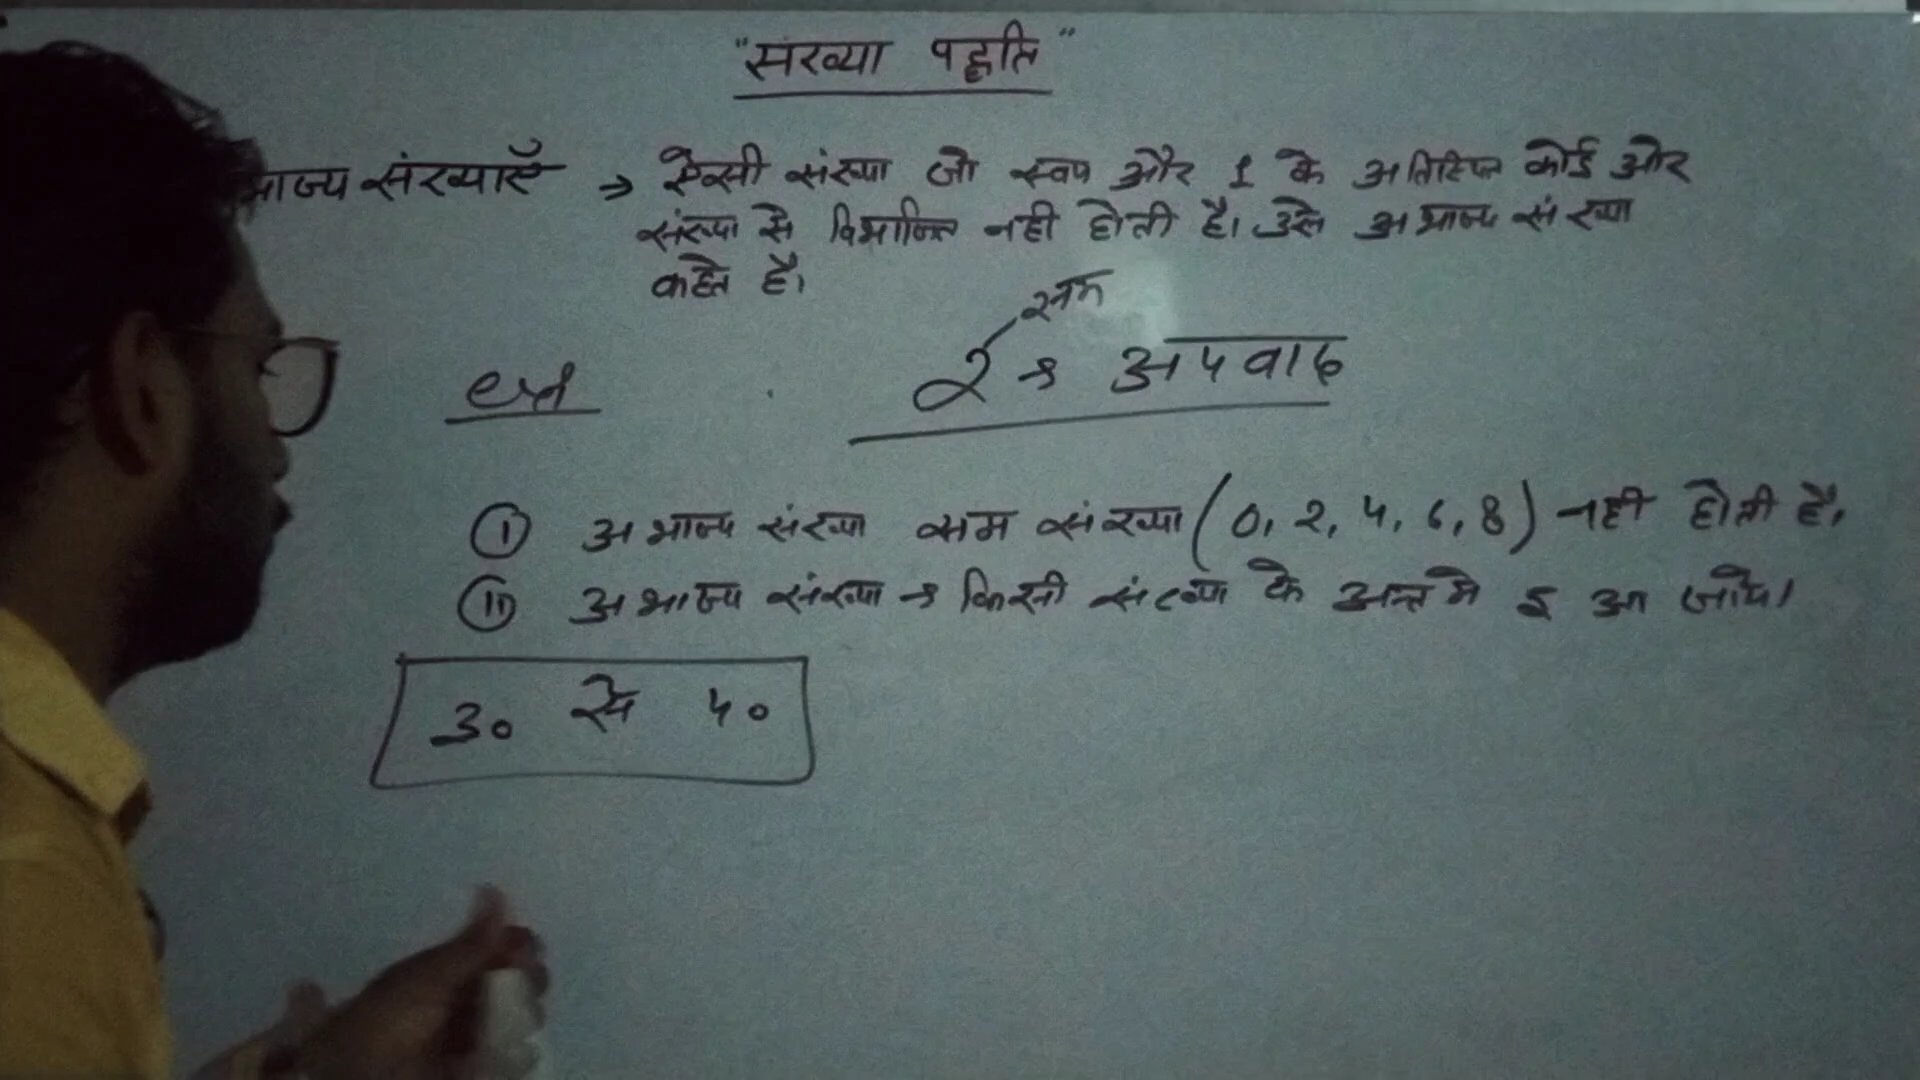 "संख्या पद्धति"
भाज्य संख्याएँ → ऐसी संख्या जो स्वयं और 1 के अतिरिक्त कोई और
संख्या से विभाजित नही होती है। उसे अभाज्य संख्या
कहते है।
सम
2 → अपवाद
ex
(i) अभाज्य संख्या सम संख्या (0, 2, 4, 6, 8) नही होती है,
(ii) अभाज्य संख्या → किसी संख्या के अन्त मे 5 आ जाये।
30 से 40